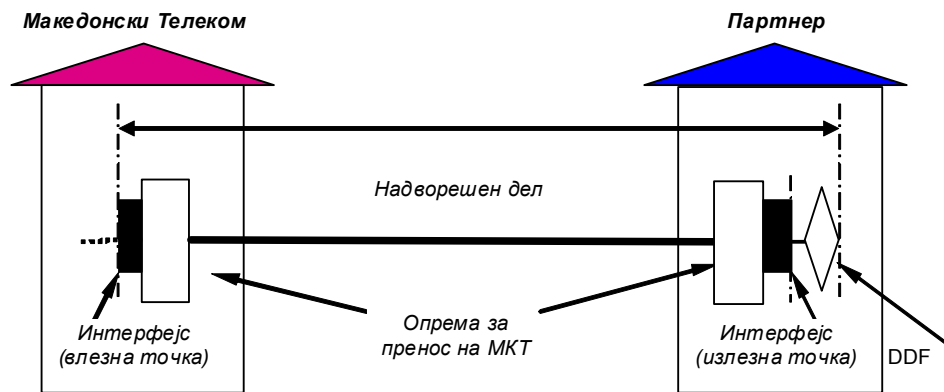 Македонски Телеком
Партнер
Надворешен дел
Интерфејс
(влезна точка)
Опрема за
пренос на МКТ
Интерфејс
(излезна точка)
DDF